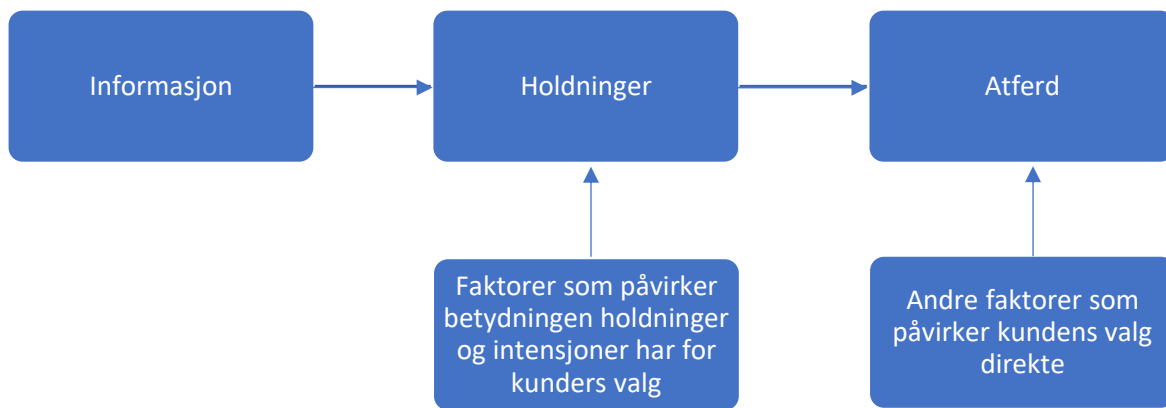 Informasjon
Holdninger
Atferd
Faktorer som påvirker
betydningen holdninger
og intensjoner har for
kunders valg
Andre faktorer som
påvirker kundens valg
direkte